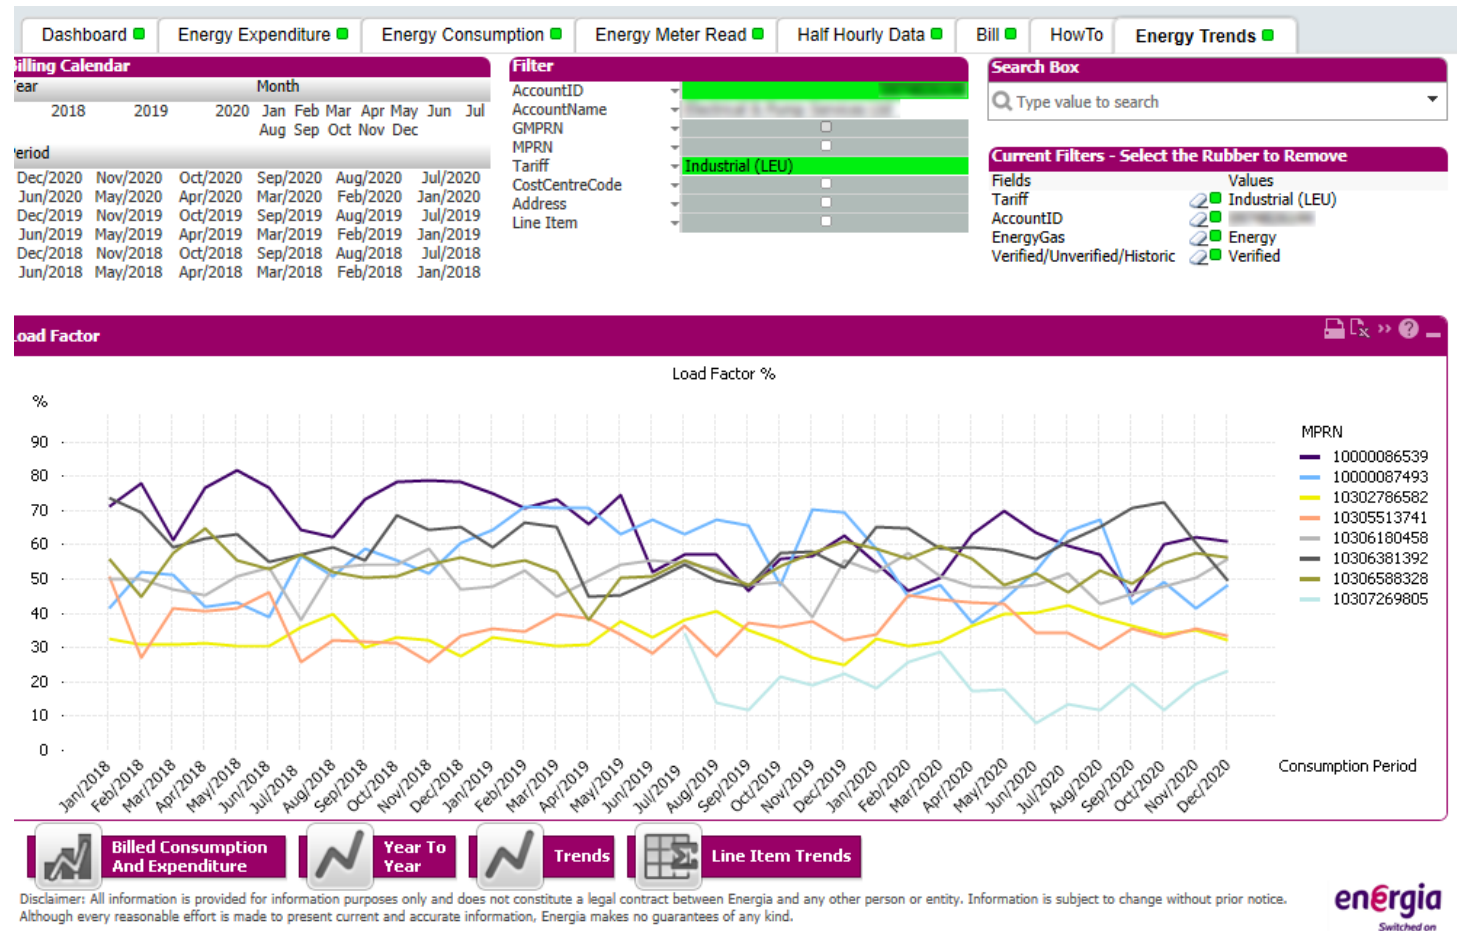 Dashboard Energy Expenditure Energy Consumption Energy Meter Read Half Hourly Data Bill HowTo Energy Trends
illing Calendar
ear Month
2018 2019 2020 Jan Feb Mar Apr May Jun Jul
Aug Sep Oct Nov Dec
eriod
Dec/2020 Nov/2020 Oct/2020 Sep/2020 Aug/2020 Jul/2020
Jun/2020 May/2020 Apr/2020 Mar/2020 Feb/2020 Jan/2020
Dec/2019 Nov/2019 Oct/2019 Sep/2019 Aug/2019 Jul/2019
Jun/2019 May/2019 Apr/2019 Mar/2019 Feb/2019 Jan/2019
Dec/2018 Nov/2018 Oct/2018 Sep/2018 Aug/2018 Jul/2018
Jun/2018 May/2018 Apr/2018 Mar/2018 Feb/2018 Jan/2018
Filter
AccountID
AccountName
GMPRN
MPRN
Tariff Industrial (LEU)
CostCentreCode
Address
Line Item
Search Box
Type value to search
Current Filters - Select the Rubber to Remove
Fields Values
Tariff Industrial (LEU)
AccountID
EnergyGas Energy
Verified/Unverified/Historic Verified
oad Factor
Load Factor %
%
90
80
70
60
50
40
30
20
10
0
Jan/2018 Feb/2018 Mar/2018 Apr/2018 May/2018 Jun/2018 Jul/2018 Aug/2018 Sep/2018 Oct/2018 Nov/2018 Dec/2018 Jan/2019 Feb/2019 Mar/2019 Apr/2019 May/2019 Jun/2019 Jul/2019 Aug/2019 Sep/2019 Oct/2019 Nov/2019 Dec/2019 Jan/2020 Feb/2020 Mar/2020 Apr/2020 May/2020 Jun/2020 Jul/2020 Aug/2020 Sep/2020 Oct/2020 Nov/2020 Dec/2020
Consumption Period
MPRN
10000086539
10000087493
10302786582
10305513741
10306180458
10306381392
10306588328
10307269805
Billed Consumption
And Expenditure
Year To
Year
Trends
Line Item Trends
Disclaimer: All information is provided for information purposes only and does not constitute a legal contract between Energia and any other person or entity. Information is subject to change without prior notice.
Although every reasonable effort is made to present current and accurate information, Energia makes no guarantees of any kind.
energia
Switched on